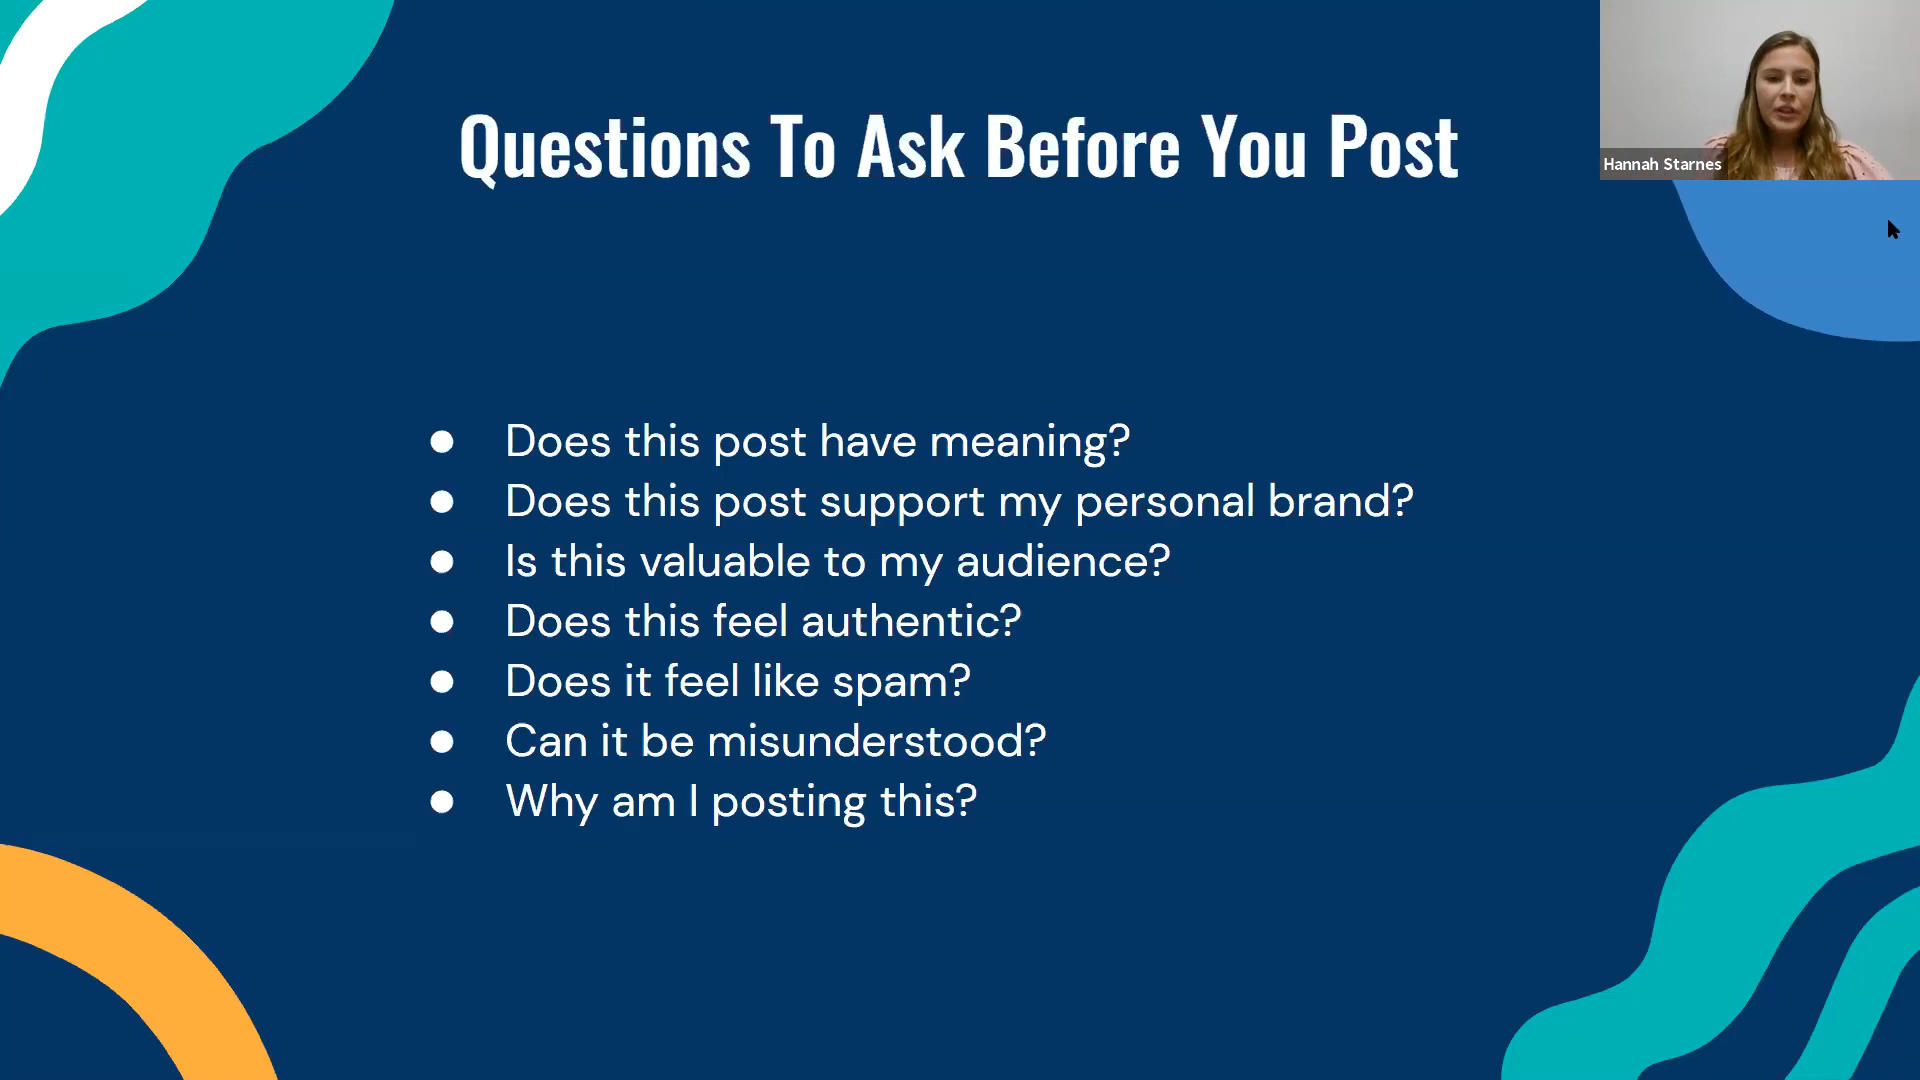 Questions To Ask Before You Post
Hannah Starnes
● Does this post have meaning?
● Does this post support my personal brand?
● Is this valuable to my audience?
● Does this feel authentic?
● Does it feel like spam?
● Can it be misunderstood?
● Why am I posting this?